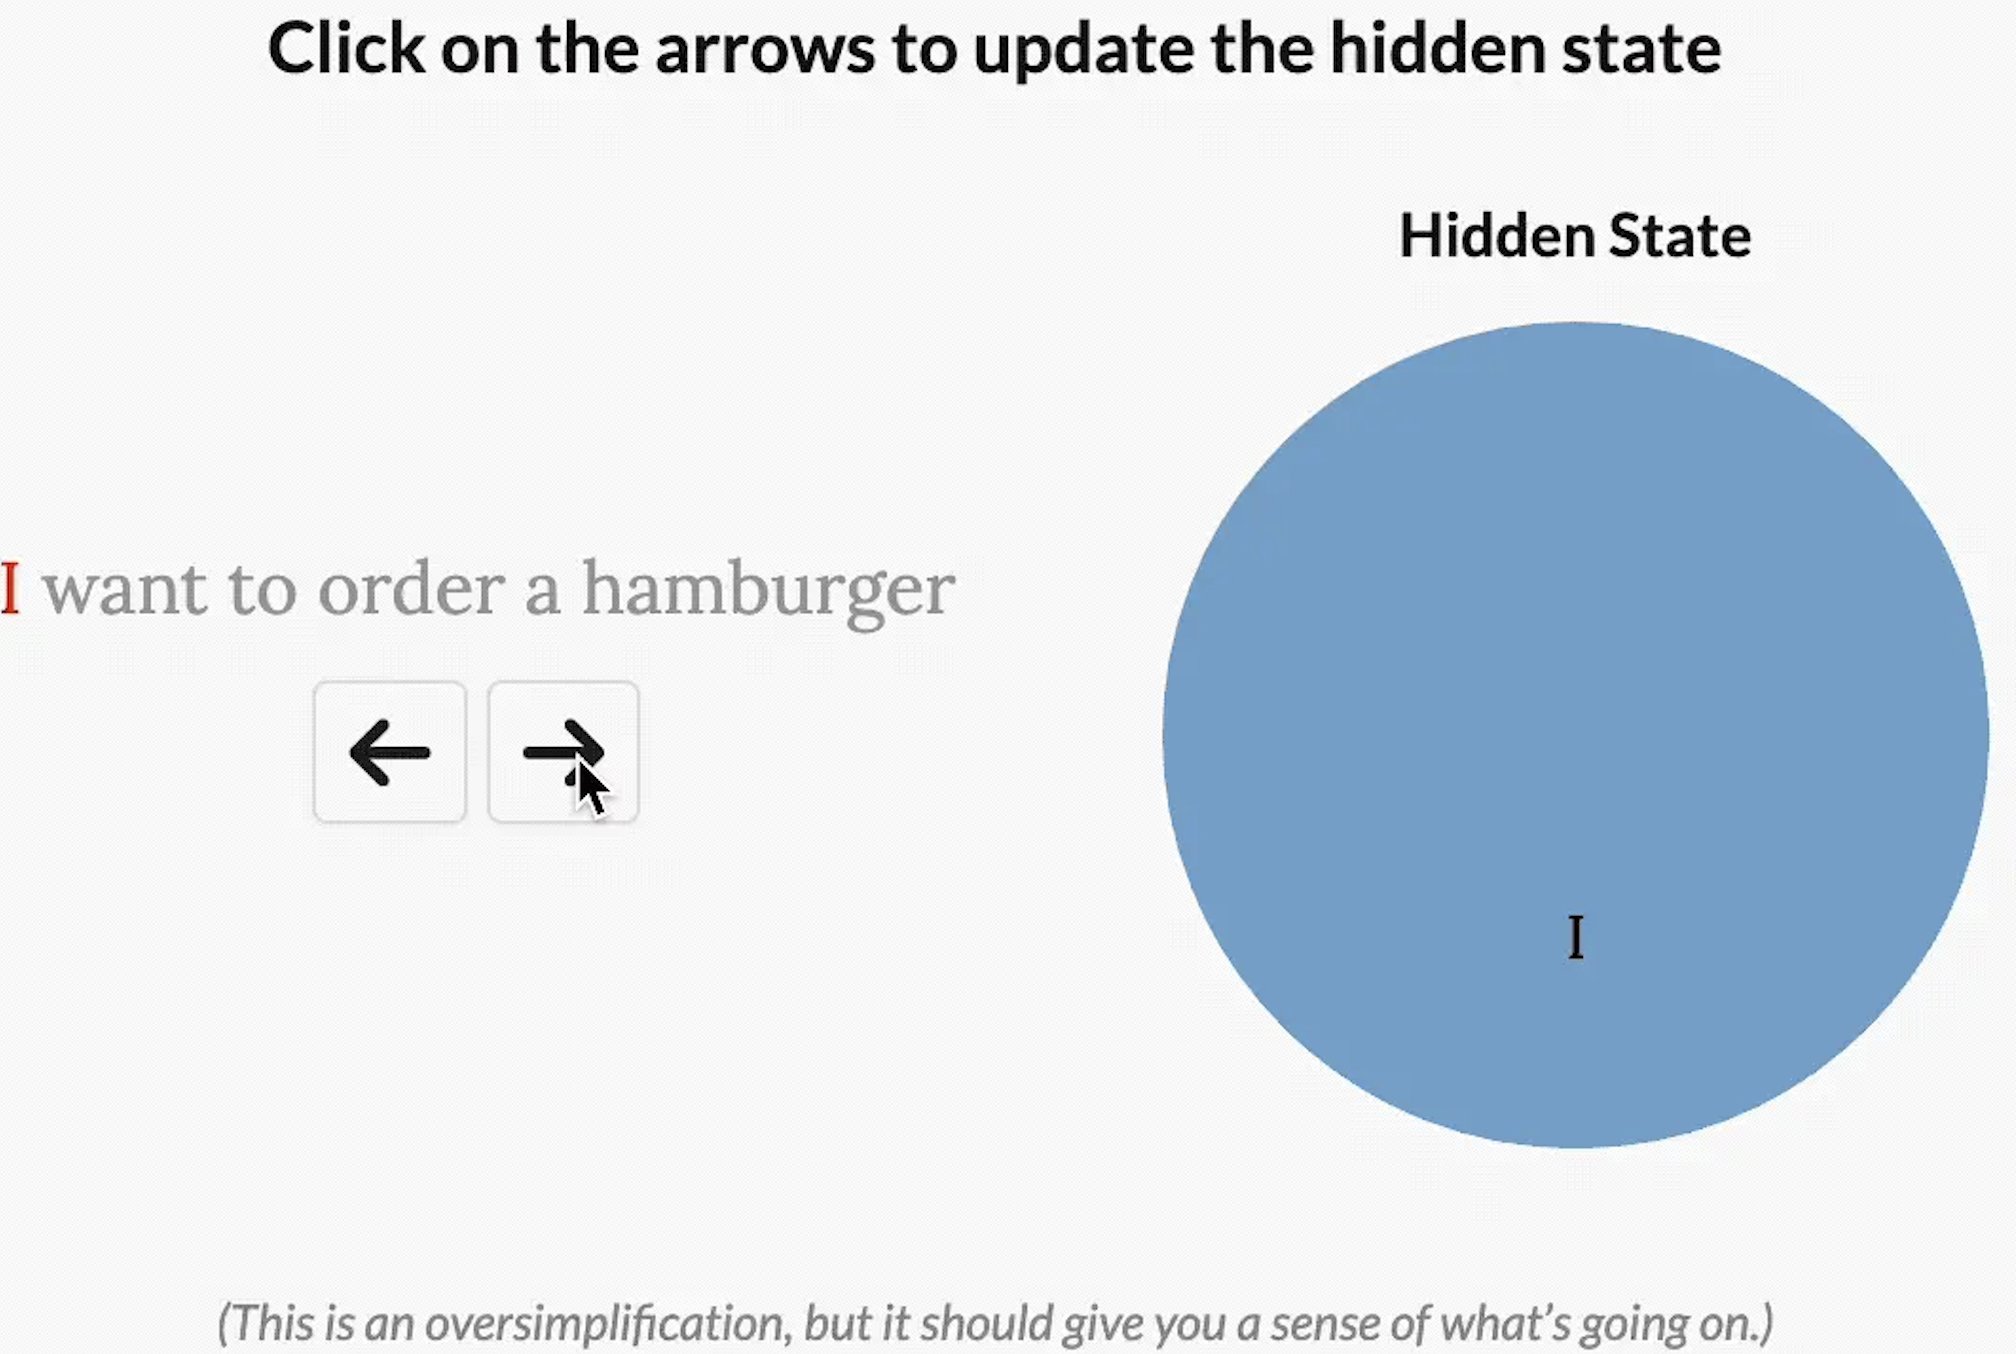 Click on the arrows to update the hidden state
Hidden State
I want to order a hamburger
I
(This is an oversimplification, but it should give you a sense of what’s going on.)